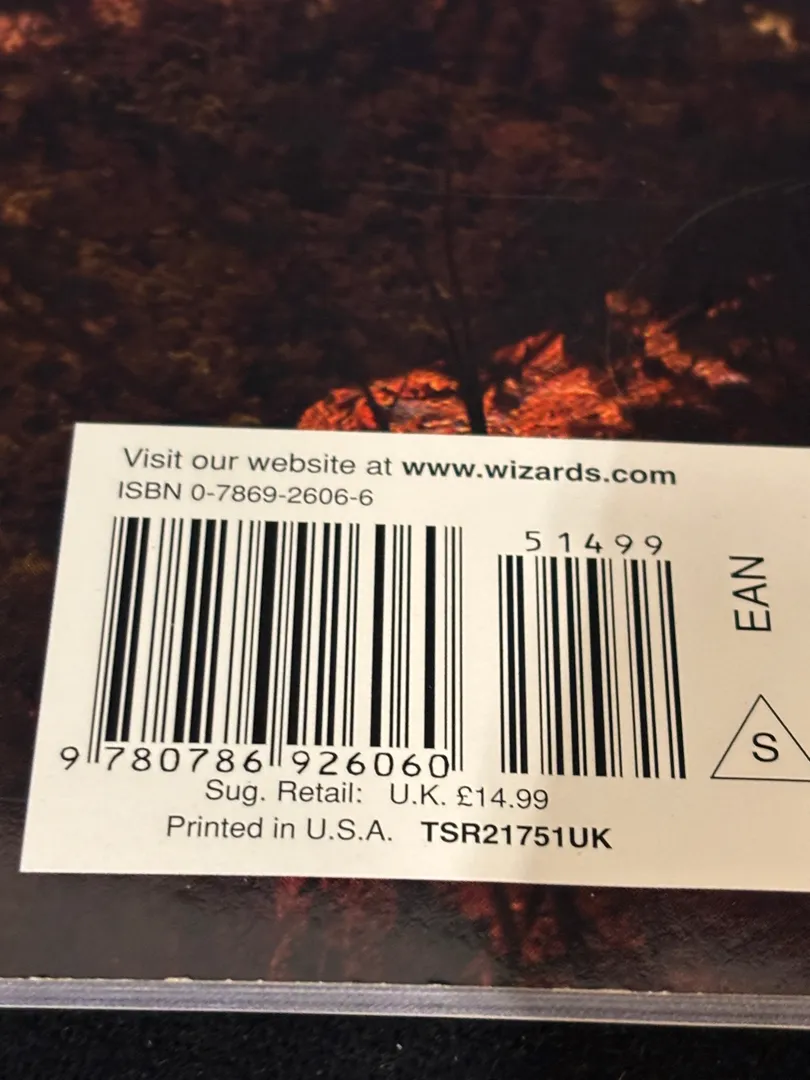 Visit our website at www.wizards.com
ISBN 0-7869-2606-6
51499
9 780786 926060
EAN
S
Sug. Retail: U.K. £14.99
Printed in U.S.A. TSR21751UK